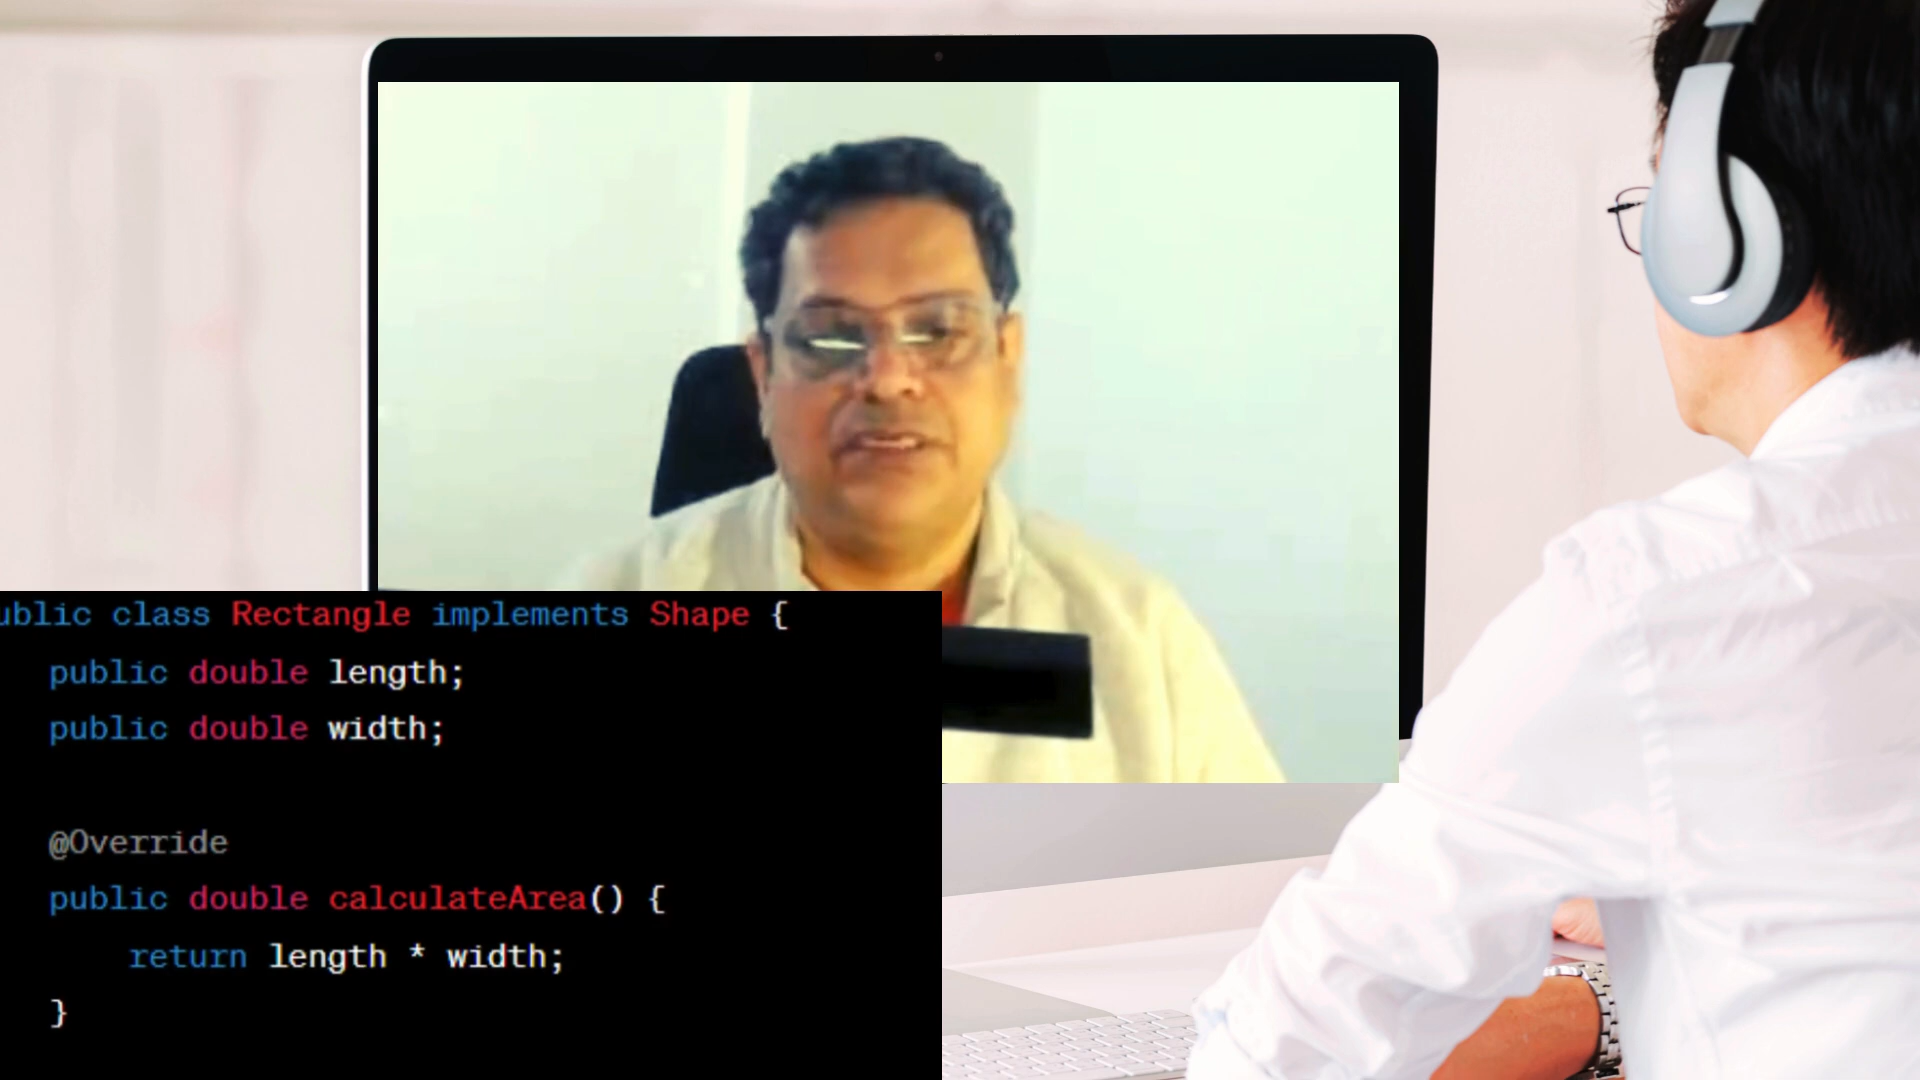 ublic class Rectangle implements Shape {
public double length;
public double width;
@Override
public double calculateArea() {
return length * width;
}